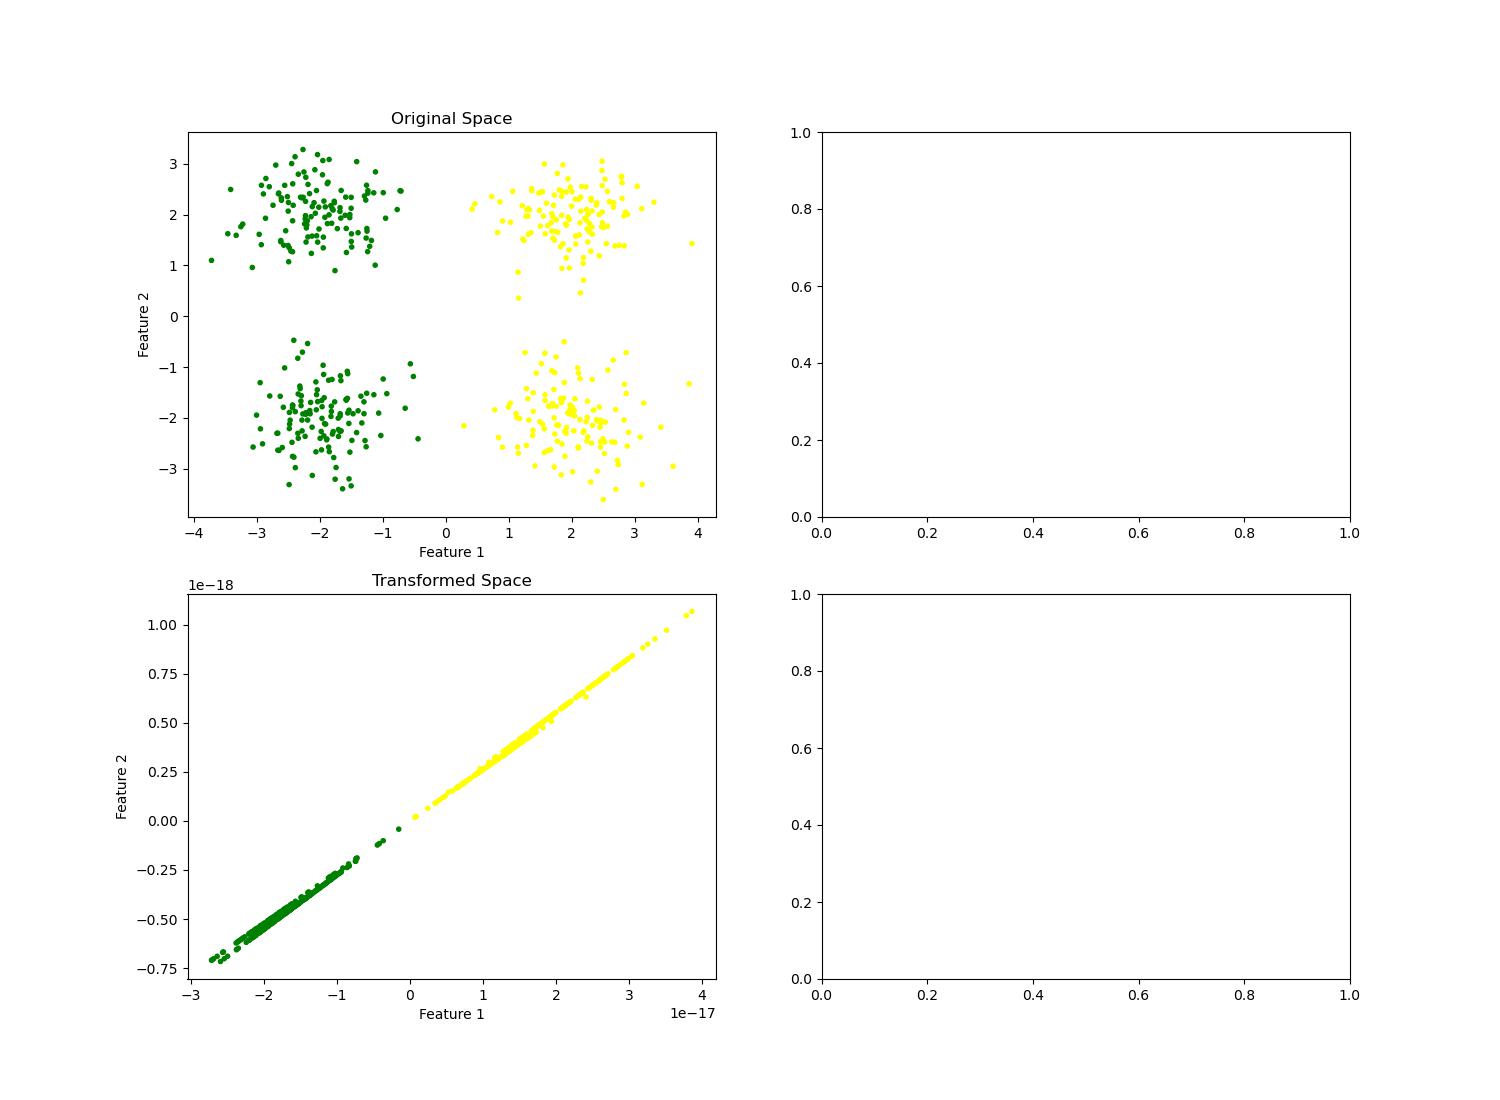 Original Space
3
2
1
0
−1
−2
−3
Feature 2
−4 −3 −2 −1 0 1 2 3 4
Feature 1
1.0
0.8
0.6
0.4
0.2
0.0
0.0 0.2 0.4 0.6 0.8 1.0
Transformed Space
1e−18
1.00
0.75
0.50
0.25
0.00
−0.25
−0.50
−0.75
Feature 2
−3 −2 −1 0 1 2 3 4
Feature 1
1e−17
1.0
0.8
0.6
0.4
0.2
0.0
0.0 0.2 0.4 0.6 0.8 1.0